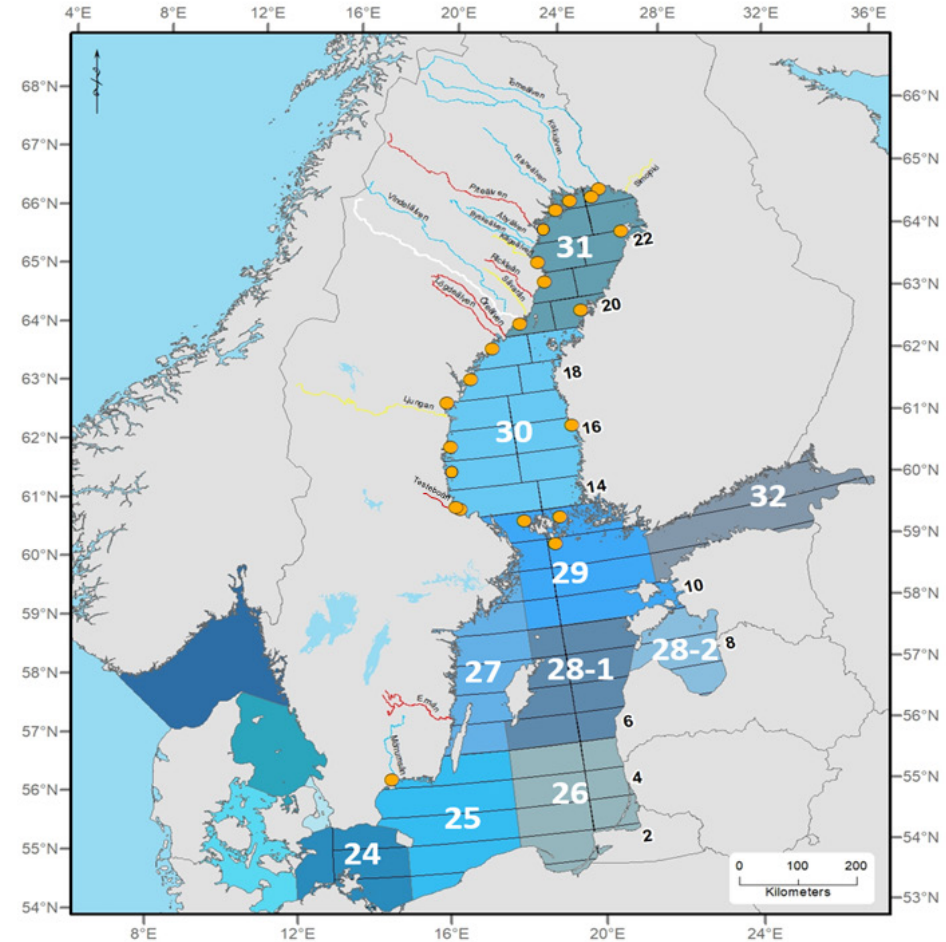 4°E 8°E 12°E 16°E 20°E 24°E 28°E 32°E 36°E
68°N
67°N
66°N
65°N
64°N
63°N
62°N
61°N
60°N
59°N
58°N
57°N
56°N
55°N
54°N
66°N
65°N
64°N
63°N
62°N
61°N
60°N
59°N
58°N
57°N
56°N
55°N
54°N
53°N
Torneälven
Kalixälven
Råneälven
Piteälven
Åbyälven
Byskeälven
Kågeälven
Rickleån
Sävarån
Vindelälven
Öreälven
Lögdeälven
Simojoki
Ljungan
Testeboån
Emån
Mörrumsån
31
30
29
32
27
28-1
28-2
26
25
24
22
20
18
16
14
10
8
6
4
2
0 100 200
Kilometers
8°E 12°E 16°E 20°E 24°E